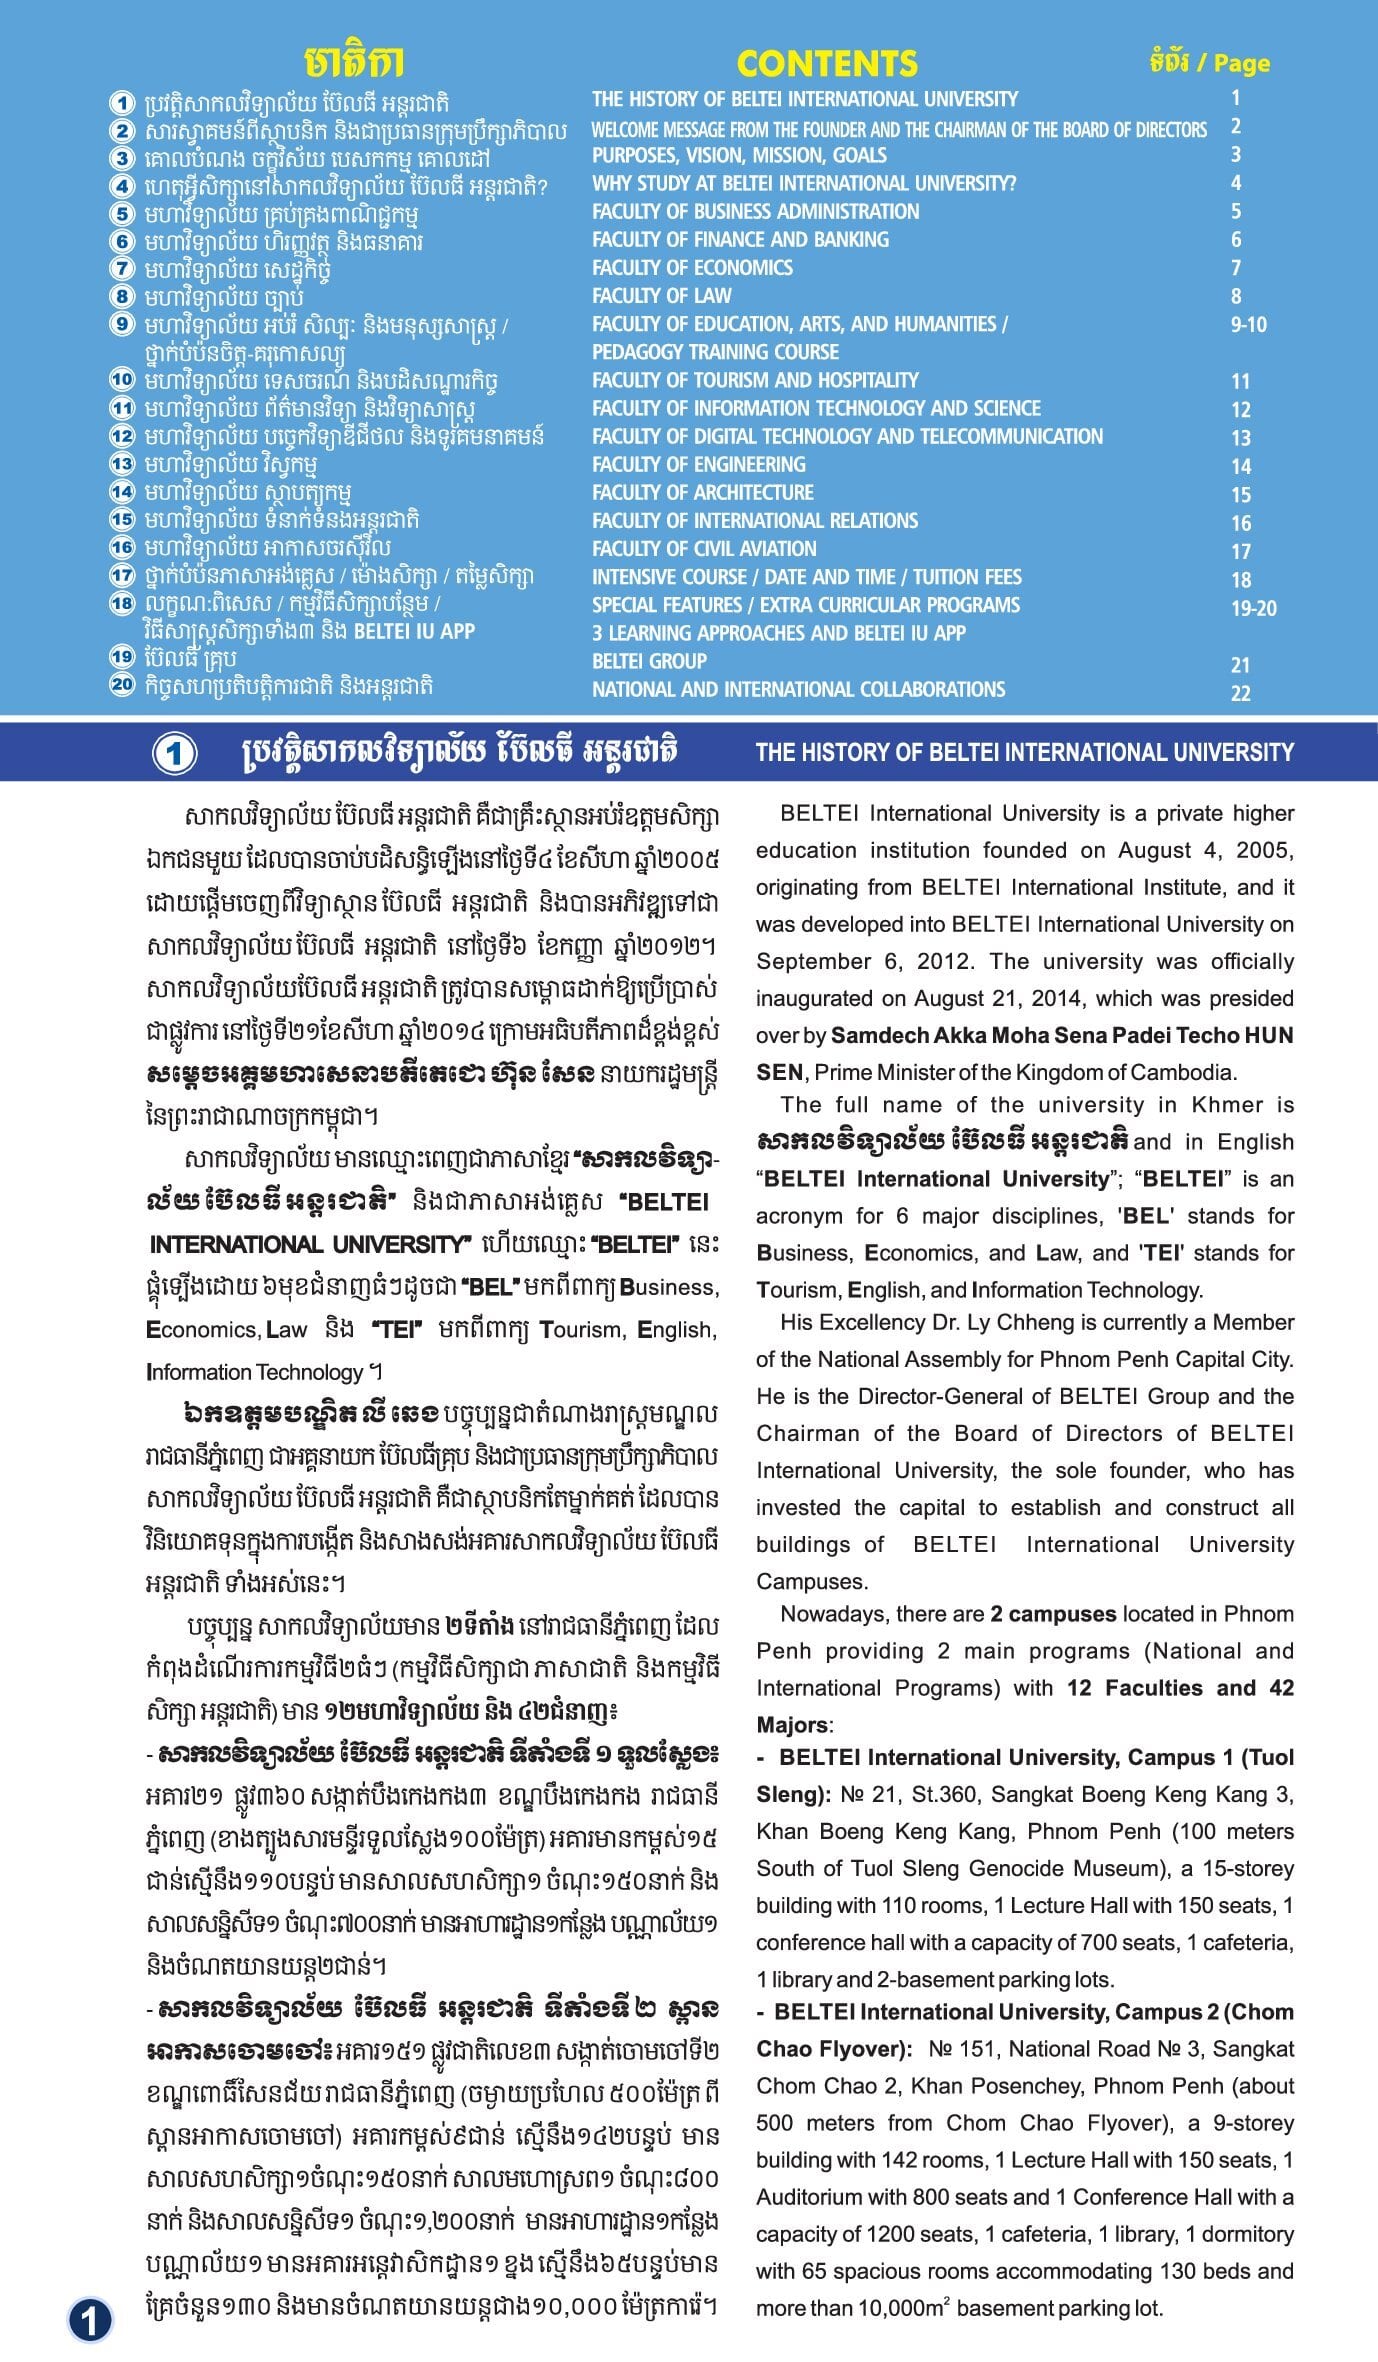 មាតិកា CONTENTS ទំព័រ / Page
1 ប្រវត្តិសាកលវិទ្យាល័យ ប៊ែលធី អន្តរជាតិ THE HISTORY OF BELTEI INTERNATIONAL UNIVERSITY 1
2 សារស្វាគមន៍ពីស្ថាបនិក និងជាប្រធានក្រុមប្រឹក្សាភិបាល WELCOME MESSAGE FROM THE FOUNDER AND THE CHAIRMAN OF THE BOARD OF DIRECTORS 2
3 គោលបំណង ចក្ខុវិស័យ បេសកកម្ម គោលដៅ PURPOSES, VISION, MISSION, GOALS 3
4 ហេតុអ្វីសិក្សានៅសាកលវិទ្យាល័យ ប៊ែលធី អន្តរជាតិ? WHY STUDY AT BELTEI INTERNATIONAL UNIVERSITY? 4
5 មហាវិទ្យាល័យ គ្រប់គ្រងពាណិជ្ជកម្ម FACULTY OF BUSINESS ADMINISTRATION 5
6 មហាវិទ្យាល័យ ហិរញ្ញវត្ថុ និងធនាគារ FACULTY OF FINANCE AND BANKING 6
7 មហាវិទ្យាល័យ សេដ្ឋកិច្ច FACULTY OF ECONOMICS 7
8 មហាវិទ្យាល័យ ច្បាប់ FACULTY OF LAW 8
9 មហាវិទ្យាល័យ អប់រំ សិល្បៈ និងមនុស្សសាស្ត្រ / FACULTY OF EDUCATION, ARTS, AND HUMANITIES / 9-10
ថ្នាក់បំប៉នចិត្ត-គរុកោសល្យ PEDAGOGY TRAINING COURSE
10 មហាវិទ្យាល័យ ទេសចរណ៍ និងបដិសណ្ឋារកិច្ច FACULTY OF TOURISM AND HOSPITALITY 11
11 មហាវិទ្យាល័យ ព័ត៌មានវិទ្យា និងវិទ្យាសាស្ត្រ FACULTY OF INFORMATION TECHNOLOGY AND SCIENCE 12
12 មហាវិទ្យាល័យ បច្ចេកវិទ្យាឌីជីថល និងទូរគមនាគមន៍ FACULTY OF DIGITAL TECHNOLOGY AND TELECOMMUNICATION 13
13 មហាវិទ្យាល័យ វិស្វកម្ម FACULTY OF ENGINEERING 14
14 មហាវិទ្យាល័យ ស្ថាបត្យកម្ម FACULTY OF ARCHITECTURE 15
15 មហាវិទ្យាល័យ ទំនាក់ទំនងអន្តរជាតិ FACULTY OF INTERNATIONAL RELATIONS 16
16 មហាវិទ្យាល័យ អាកាសចរស៊ីវិល FACULTY OF CIVIL AVIATION 17
17 ថ្នាក់បំប៉នភាសាអង់គ្លេស / ម៉ោងសិក្សា / តម្លៃសិក្សា INTENSIVE COURSE / DATE AND TIME / TUITION FEES 18
18 លក្ខណៈពិសេស / កម្មវិធីសិក្សាបន្ថែម / SPECIAL FEATURES / EXTRA CURRICULAR PROGRAMS 19-20
វិធីសាស្ត្រសិក្សាទាំង៣ និង BELTEI IU APP 3 LEARNING APPROACHES AND BELTEI IU APP
19 ប៊ែលធី គ្រុប BELTEI GROUP 21
20 កិច្ចសហប្រតិបត្តិការជាតិ និងអន្តរជាតិ NATIONAL AND INTERNATIONAL COLLABORATIONS 22
1 ប្រវត្តិសាកលវិទ្យាល័យ ប៊ែលធី អន្តរជាតិ THE HISTORY OF BELTEI INTERNATIONAL UNIVERSITY
សាកលវិទ្យាល័យ ប៊ែលធី អន្តរជាតិ គឺជាគ្រឹះស្ថានអប់រំឧត្តមសិក្សា
ឯកជនមួយ ដែលបានចាប់បដិសន្ធិឡើងនៅថ្ងៃទី៤ ខែសីហា ឆ្នាំ២០០៥
ដោយផ្តើមចេញពីវិទ្យាស្ថាន ប៊ែលធី អន្តរជាតិ និងបានអភិវឌ្ឍទៅជា
សាកលវិទ្យាល័យ ប៊ែលធី អន្តរជាតិ នៅថ្ងៃទី៦ ខែកញ្ញា ឆ្នាំ២០១២។
សាកលវិទ្យាល័យប៊ែលធី អន្តរជាតិ ត្រូវបានសម្ពោធដាក់ឱ្យប្រើប្រាស់
ជាផ្លូវការ នៅថ្ងៃទី២១ខែសីហា ឆ្នាំ២០១៤ ក្រោមអធិបតីភាពដ៏ខ្ពង់ខ្ពស់
សម្តេចអគ្គមហាសេនាបតីតេជោ ហ៊ុន សែន នាយករដ្ឋមន្ត្រី
នៃព្រះរាជាណាចក្រកម្ពុជា។
សាកលវិទ្យាល័យ មានឈ្មោះពេញជាភាសាខ្មែរ “សាកលវិទ្យា-
ល័យ ប៊ែលធី អន្តរជាតិ” និងជាភាសាអង់គ្លេស “BELTEI
INTERNATIONAL UNIVERSITY” ហើយឈ្មោះ “BELTEI” នេះ
ផ្គុំឡើងដោយ ៦មុខជំនាញធំៗដូចជា “BEL” មកពីពាក្យ Business,
Economics, Law និង “TEI” មកពីពាក្យ Tourism, English,
Information Technology ។
ឯកឧត្តមបណ្ឌិត លី ឆេង បច្ចុប្បន្នជាតំណាងរាស្ត្រមណ្ឌល
រាជធានីភ្នំពេញ ជាអគ្គនាយក ប៊ែលធីគ្រុប និងជាប្រធានក្រុមប្រឹក្សាភិបាល
សាកលវិទ្យាល័យ ប៊ែលធី អន្តរជាតិ គឺជាស្ថាបនិកតែម្នាក់គត់ ដែលបាន
វិនិយោគទុនក្នុងការបង្កើត និងសាងសង់អគារសាកលវិទ្យាល័យ ប៊ែលធី
អន្តរជាតិ ទាំងអស់នេះ។
បច្ចុប្បន្ន សាកលវិទ្យាល័យមាន ២ទីតាំង នៅរាជធានីភ្នំពេញ ដែល
កំពុងដំណើរការកម្មវិធី២ធំៗ (កម្មវិធីសិក្សាជា ភាសាជាតិ និងកម្មវិធី
សិក្សា អន្តរជាតិ) មាន ១២មហាវិទ្យាល័យ និង ៤២ជំនាញ៖
- សាកលវិទ្យាល័យ ប៊ែលធី អន្តរជាតិ ទីតាំងទី ១ ទួលស្លែង៖
អគារ២១ ផ្លូវ៣៦០ សង្កាត់បឹងកេងកង៣ ខណ្ឌបឹងកេងកង រាជធានី
ភ្នំពេញ (ខាងត្បូងសារមន្ទីរទួលស្លែង១០០ម៉ែត្រ) អគារមានកម្ពស់១៥
ជាន់ស្មើនឹង១១០បន្ទប់ មានសាលសហសិក្សា១ ចំណុះ១៥០នាក់ និង
សាលសន្និសីទ១ ចំណុះ៧០០នាក់ មានអាហារដ្ឋាន១កន្លែង បណ្ណាល័យ១
និងចំណតយានយន្ត២ជាន់។
- សាកលវិទ្យាល័យ ប៊ែលធី អន្តរជាតិ ទីតាំងទី ២ ស្ពាន
អាកាសចោមចៅ៖ អគារ១៥១ ផ្លូវជាតិលេខ៣ សង្កាត់ចោមចៅទី២
ខណ្ឌពោធិ៍សែនជ័យ រាជធានីភ្នំពេញ (ចម្ងាយប្រហែល ៥០០ម៉ែត្រ ពី
ស្ពានអាកាសចោមចៅ) អគារកម្ពស់៩ជាន់ ស្មើនឹង១៤២បន្ទប់ មាន
សាលសហសិក្សា១ចំណុះ១៥០នាក់ សាលមហោស្រព១ ចំណុះ៨០០
នាក់ និងសាលសន្និសីទ១ ចំណុះ១,២០០នាក់ មានអាហារដ្ឋាន១កន្លែង
បណ្ណាល័យ១ មានអគារអន្តេវាសិកដ្ឋាន១ ខ្នង ស្មើនឹង៦៥បន្ទប់មាន
គ្រែចំនួន១៣០ និងមានចំណតយានយន្តជាង១០,០០០ ម៉ែត្រការ៉េ។
BELTEI International University is a private higher
education institution founded on August 4, 2005,
originating from BELTEI International Institute, and it
was developed into BELTEI International University on
September 6, 2012. The university was officially
inaugurated on August 21, 2014, which was presided
over by Samdech Akka Moha Sena Padei Techo HUN
SEN, Prime Minister of the Kingdom of Cambodia.
The full name of the university in Khmer is
សាកលវិទ្យាល័យ ប៊ែលធី អន្តរជាតិ and in English
“BELTEI International University”; “BELTEI” is an
acronym for 6 major disciplines, 'BEL' stands for
Business, Economics, and Law, and 'TEI' stands for
Tourism, English, and Information Technology.
His Excellency Dr. Ly Chheng is currently a Member
of the National Assembly for Phnom Penh Capital City.
He is the Director-General of BELTEI Group and the
Chairman of the Board of Directors of BELTEI
International University, the sole founder, who has
invested the capital to establish and construct all
buildings of BELTEI International University
Campuses.
Nowadays, there are 2 campuses located in Phnom
Penh providing 2 main programs (National and
International Programs) with 12 Faculties and 42
Majors:
- BELTEI International University, Campus 1 (Tuol
Sleng): № 21, St.360, Sangkat Boeng Keng Kang 3,
Khan Boeng Keng Kang, Phnom Penh (100 meters
South of Tuol Sleng Genocide Museum), a 15-storey
building with 110 rooms, 1 Lecture Hall with 150 seats, 1
conference hall with a capacity of 700 seats, 1 cafeteria,
1 library and 2-basement parking lots.
- BELTEI International University, Campus 2 (Chom
Chao Flyover): № 151, National Road № 3, Sangkat
Chom Chao 2, Khan Posenchey, Phnom Penh (about
500 meters from Chom Chao Flyover), a 9-storey
building with 142 rooms, 1 Lecture Hall with 150 seats, 1
Auditorium with 800 seats and 1 Conference Hall with a
capacity of 1200 seats, 1 cafeteria, 1 library, 1 dormitory
with 65 spacious rooms accommodating 130 beds and
more than 10,000m² basement parking lot.
1